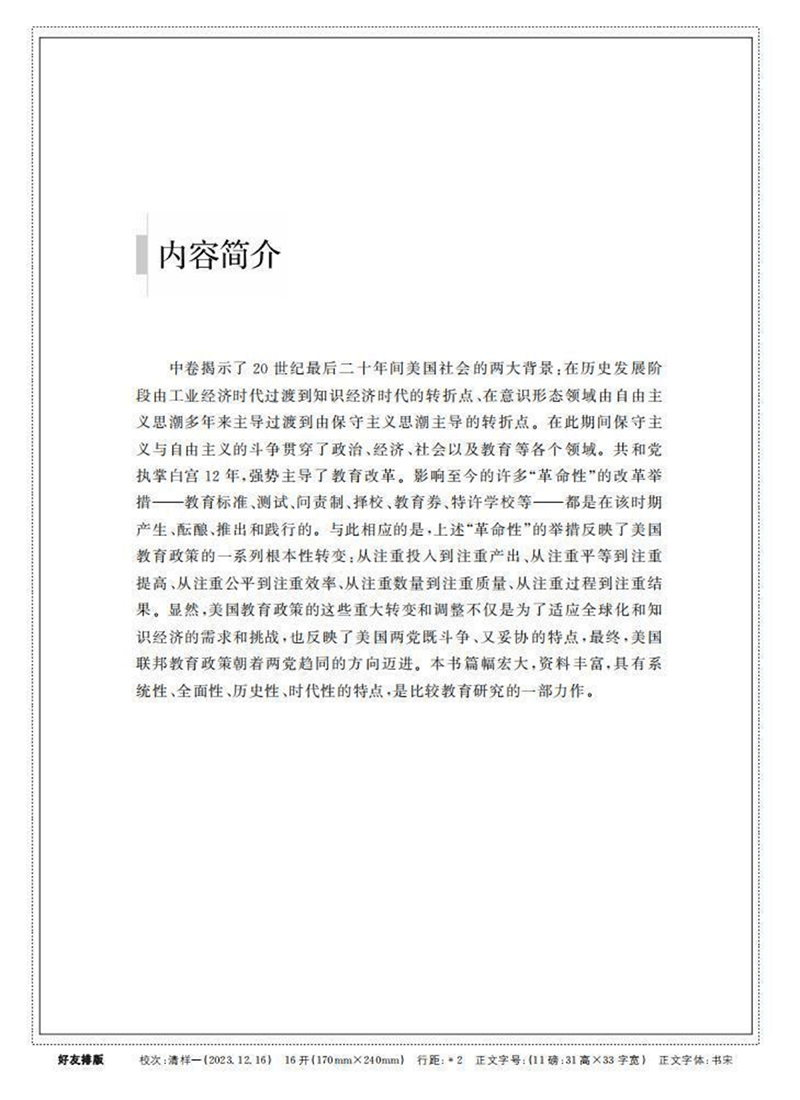 内容简介
中卷揭示了 20 世纪最后二十年间美国社会的两大背景:在历史发展阶
段由工业经济时代过渡到知识经济时代的转折点、在意识形态领域由自由主
义思潮多年来主导过渡到由保守主义思潮主导的转折点。在此期间保守主
义与自由主义的斗争贯穿了政治、经济、社会以及教育等各个领域。共和党
执掌白宫 12 年,强势主导了教育改革。影响至今的许多“革命性”的改革举
措——教育标准、测试、问责制、择校、教育券、特许学校等——都是在该时期
产生、酝酿、推出和践行的。与此相应的是,上述“革命性”的举措反映了美国
教育政策的一系列根本性转变:从注重投入到注重产出、从注重平等到注重
提高、从注重公平到注重效率、从注重数量到注重质量、从注重过程到注重结
果。显然,美国教育政策的这些重大转变和调整不仅是为了适应全球化和知
识经济的需求和挑战,也反映了美国两党既斗争、又妥协的特点,最终,美国
联邦教育政策朝着两党趋同的方向迈进。本书篇幅宏大,资料丰富,具有系
统性、全面性、历史性、时代性的特点,是比较教育研究的一部力作。
好友排版 校次:清样一(2023.12.16) 16开(170mm×240mm) 行距:*2 正文字号:(11磅:31高×33字宽) 正文字体:书宋